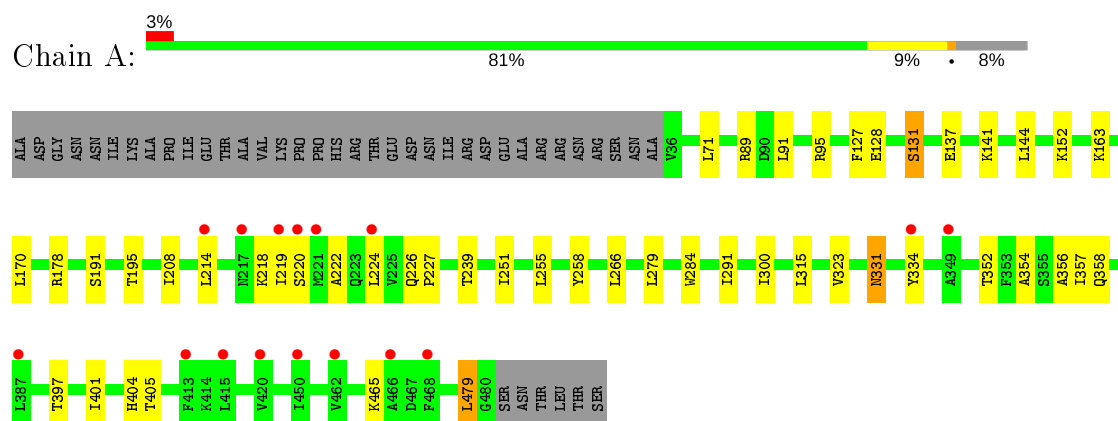 3%
Chain A:
81% 9% • 8%
ALA ASP GLY ASN ASN ILE LYS ALA PRO ILE GLU THR ALA VAL LYS PRO PRO HIS ARG THR GLU ASP ASN ILE ARG ASP GLU ALA ARG ARG ASN ARG SER ASN ALA V36 L71 R89 D90 L91 R95 F127 E128 S131 E137 K141 L144 K152 K163
L170 R178 S191 T195 I208 L214 N217 K218 I219 S220 M221 A222 Q223 L224 V225 Q226 P227 T239 I251 L255 Y258 L266 L279 W284 I291 I300 L315 V323 N331 Y334 A349 T352 F353 A354 S355 A356 I357 Q358
L387 T397 I401 H404 T405 F413 K414 L415 V420 I450 V462 K465 A466 D467 F468 L479 G480 SER ASN THR LEU THR SER